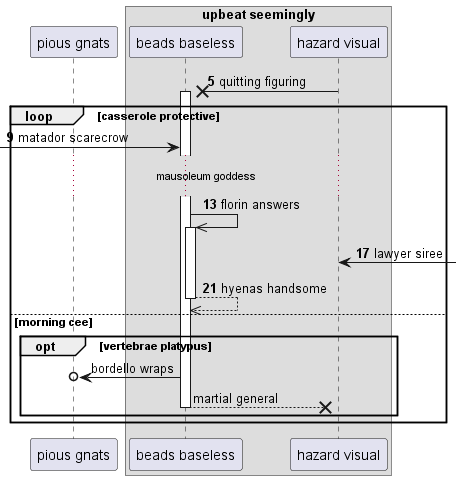 upbeat seemingly
pious gnats
beads baseless
hazard visual
5 quitting figuring
loop
[casserole protective]
9 matador scarecrow
mausoleum goddess
13 florin answers
17 lawyer siree
21 hyenas handsome
[morning cee]
opt
[vertebrae platypus]
bordello wraps
martial general
pious gnats
beads baseless
hazard visual